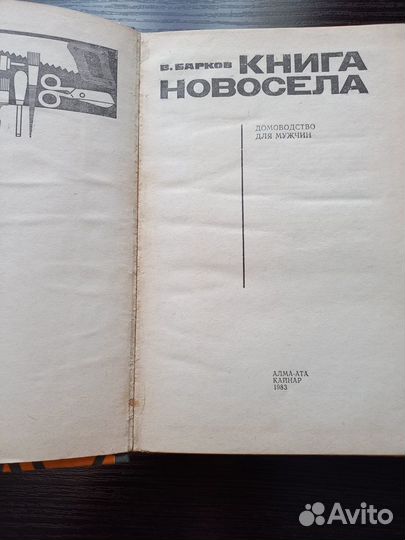 В. БАРКОВ КНИГА
НОВОСЕЛА
ДОМОВОДСТВО
ДЛЯ МУЖЧИН
АЛМА-АТА
КАЙНАР
1983
Avito